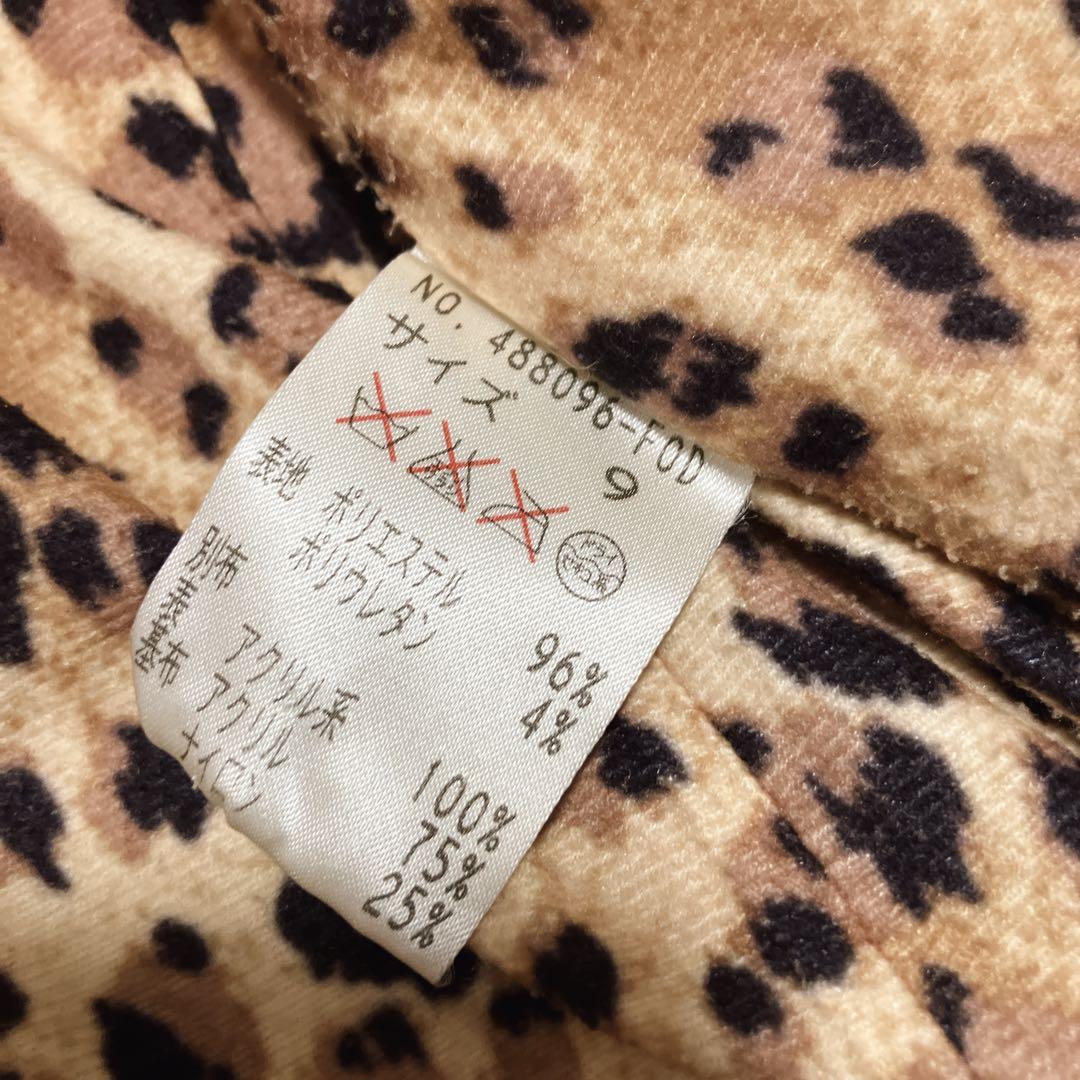 NO. 488096-FOD
サイズ 9
表地 ポリエステル 96%
ポリウレタン 4%
別布
表 アクリル系 100%
基布 アクリル 75%
ナイロン 25%